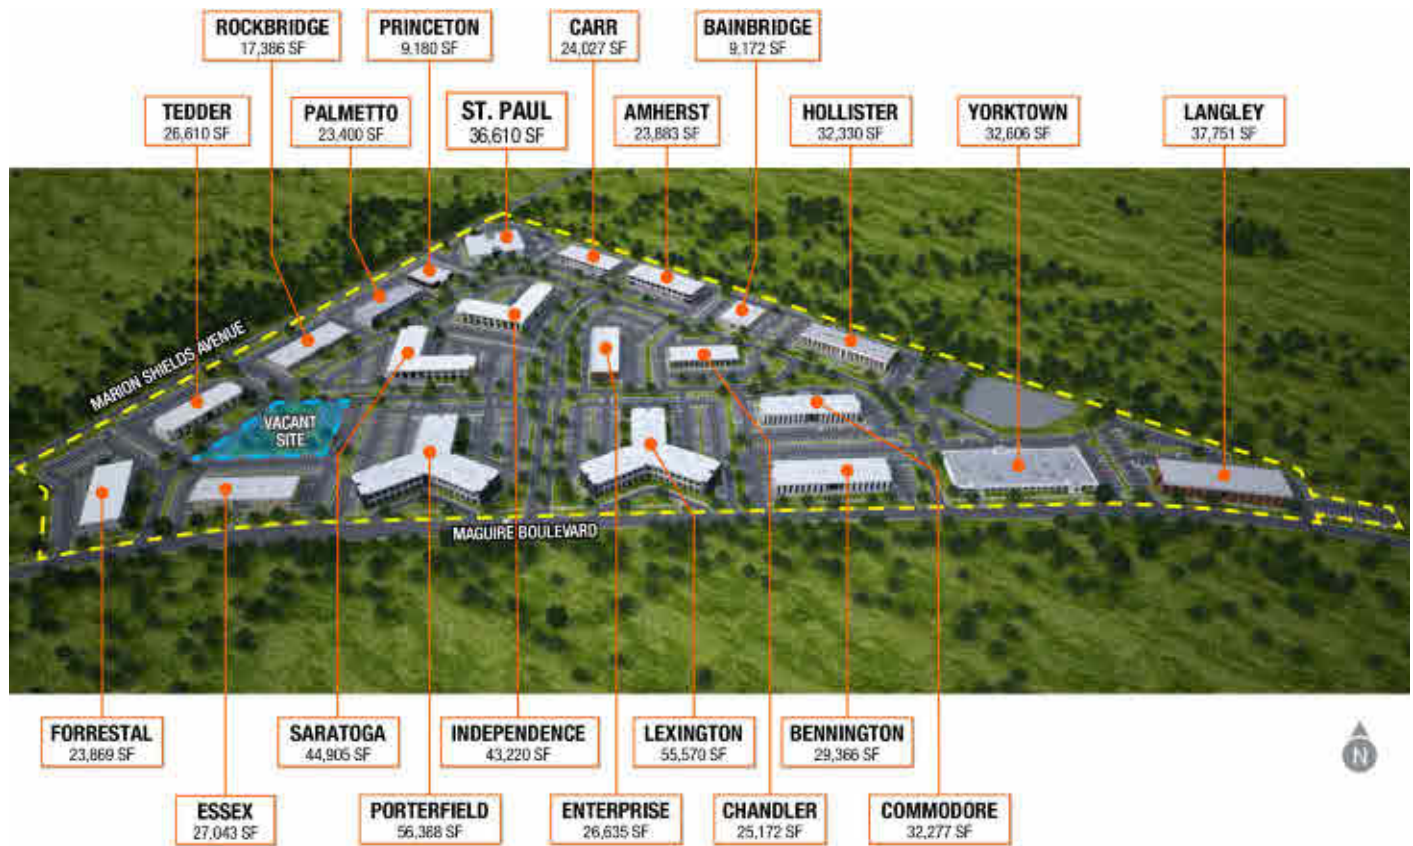 ROCKBRIDGE
17,386 SF
PRINCETON
9,180 SF
CARR
24,027 SF
BAINBRIDGE
9,172 SF
TEDDER
26,610 SF
PALMETTO
23,400 SF
ST. PAUL
36,610 SF
AMHERST
23,883 SF
HOLLISTER
32,330 SF
YORKTOWN
32,606 SF
LANGLEY
37,751 SF
MARION SHIELDS AVENUE
VACANT
SITE
MAGUIRE BOULEVARD
FORRESTAL
23,869 SF
SARATOGA
44,905 SF
INDEPENDENCE
43,220 SF
LEXINGTON
55,570 SF
BENNINGTON
29,366 SF
N
ESSEX
27,043 SF
PORTERFIELD
56,388 SF
ENTERPRISE
26,635 SF
CHANDLER
25,172 SF
COMMODORE
32,277 SF